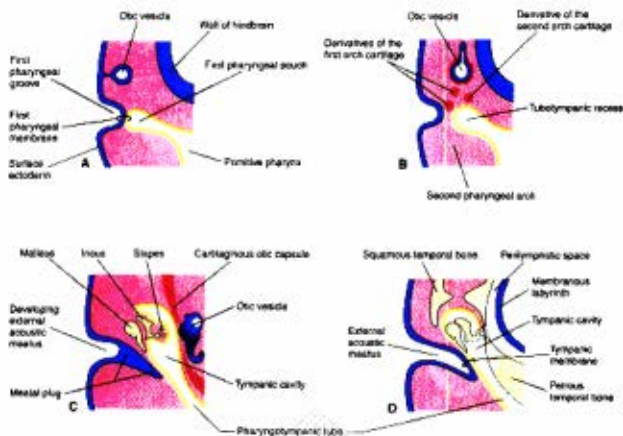 Otic vesicle
Wall of hindbrain
First
pharyngeal
groove
First pharyngeal pouch
First
pharyngeal
membrane
Surface
ectoderm
A
Primitive pharynx
Otic vesicle
Derivative of the
second arch cartilage
Derivatives of the
first arch cartilage
Tubotympanic recess
B
Second pharyngeal arch
Malleus
Incus
Stapes
Cartilaginous otic capsule
Developing
external
acoustic
meatus
Otic vesicle
Meatal plug
Tympanic cavity
C
Pharyngotympanic tube
Squamous temporal bone
Perilymphatic space
Membranous
labyrinth
Tympanic cavity
External
acoustic
meatus
Tympanic
membrane
Petrous
temporal bone
D